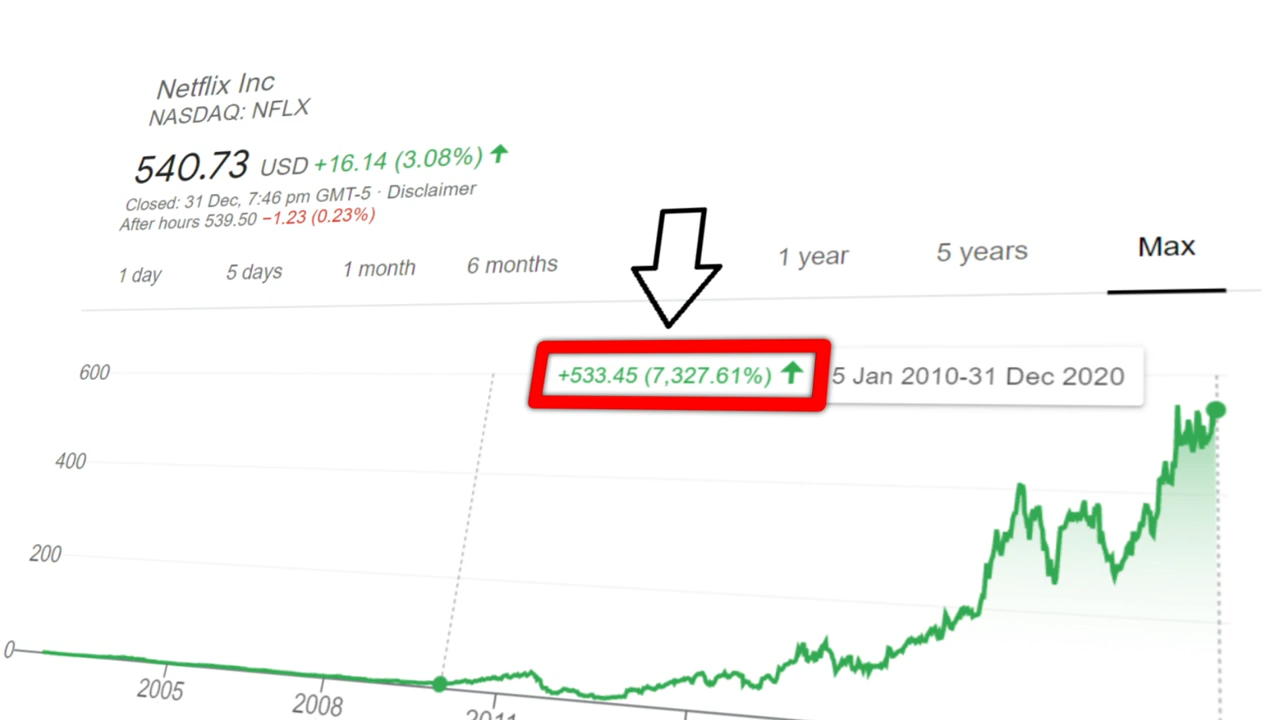 Netflix Inc
NASDAQ: NFLX
540.73 USD +16.14 (3.08%)
Closed: 31 Dec, 7:46 pm GMT-5 · Disclaimer
After hours 539.50 −1.23 (0.23%)
1 day 5 days 1 month 6 months 1 year 5 years Max
+533.45 (7,327.61%) 5 Jan 2010-31 Dec 2020
600
400
200
0
2005 2008 2011